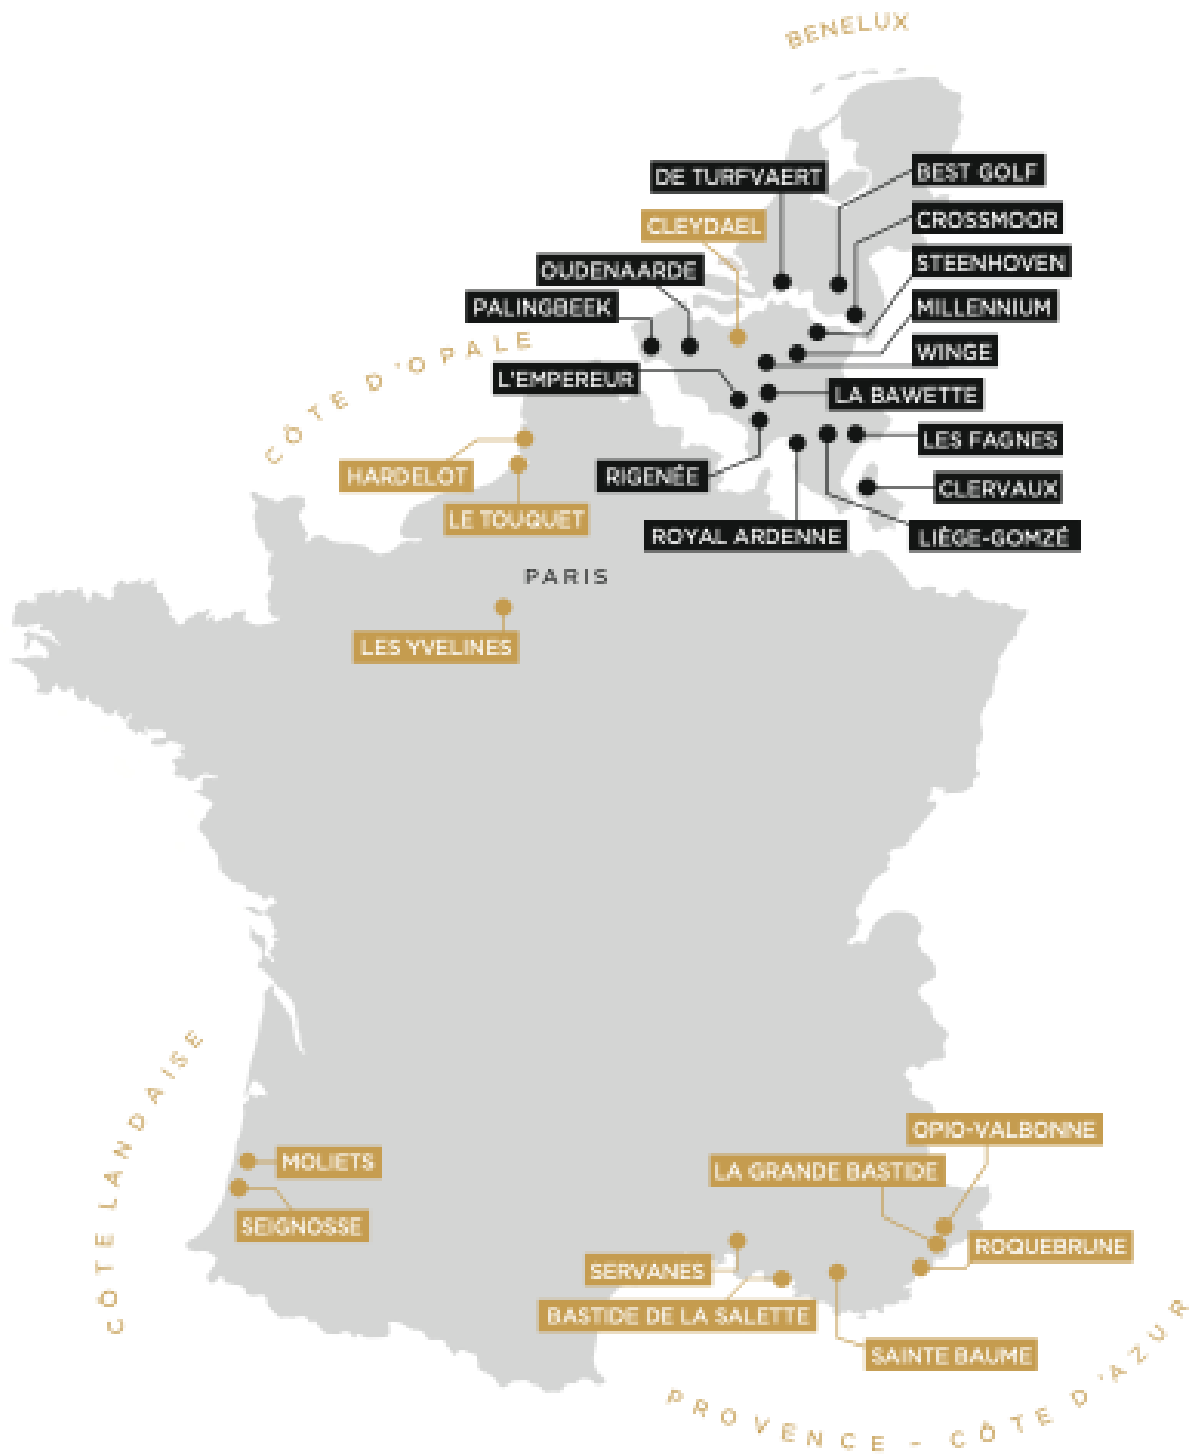 BENELUX
DE TURFVAERT
BEST GOLF
CLEYDAEL
CROSSMOOR
OUDENAARDE
STEENHOVEN
PALINGBEEK
MILLENNIUM
CÔTE D'OPALE
WINGE
L'EMPEREUR
LA BAWETTE
LES FAGNES
HARDELOT
RIGENÉE
CLERVAUX
LE TOUQUET
ROYAL ARDENNE
LIÈGE-GOMZÉ
PARIS
LES YVELINES
CÔTE LANDAISE
OPIO-VALBONNE
MOLIETS
LA GRANDE BASTIDE
SEIGNOSSE
ROQUEBRUNE
SERVANES
BASTIDE DE LA SALETTE
SAINTE BAUME
PROVENCE - CÔTE D'AZUR